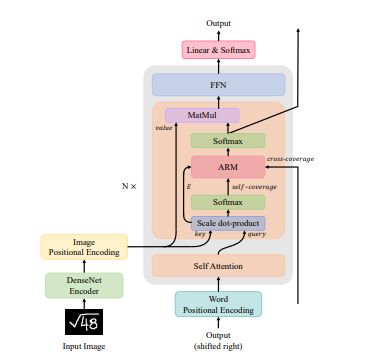 Output
Linear & Softmax
FFN
MatMul
value
Softmax
cross-coverage
ARM
N ×
E
self-coverage
Softmax
Scale dot-product
key
query
Image
Positional Encoding
Self Attention
DenseNet
Encoder
Word
Positional Encoding
√48
Input Image
Output
(shifted right)